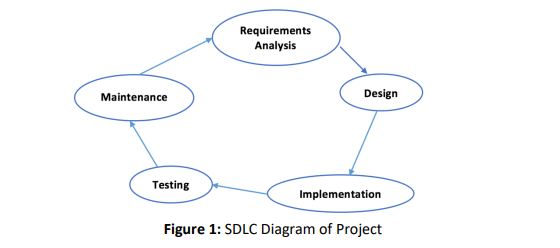 Requirements
Analysis
Maintenance
Design
Testing
Implementation
Figure 1: SDLC Diagram of Project